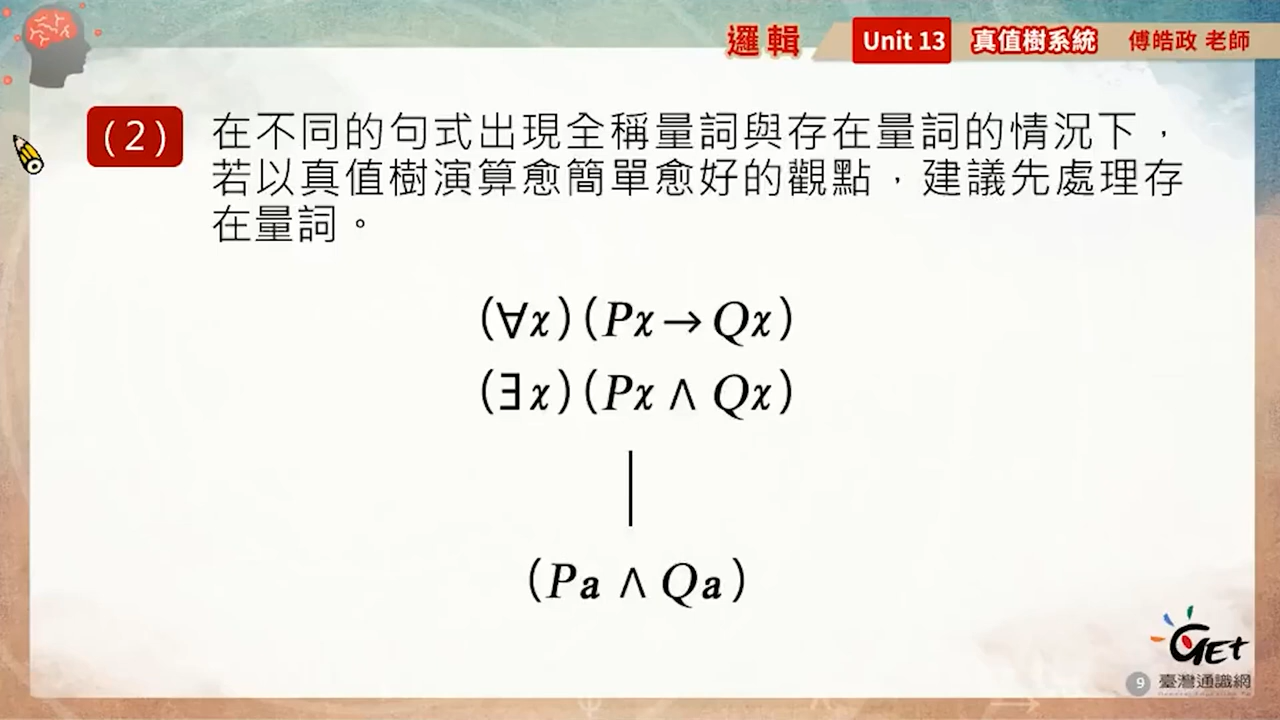 邏輯 Unit 13 真值樹系統 傅皓政 老師
(2) 在不同的句式出現全稱量詞與存在量詞的情況下，
若以真值樹演算愈簡單愈好的觀點，建議先處理存
在量詞。
(∀x)(Px→Qx)
(∃x)(Px ∧ Qx)
(Pa ∧ Qa)
GET
9 臺灣通識網